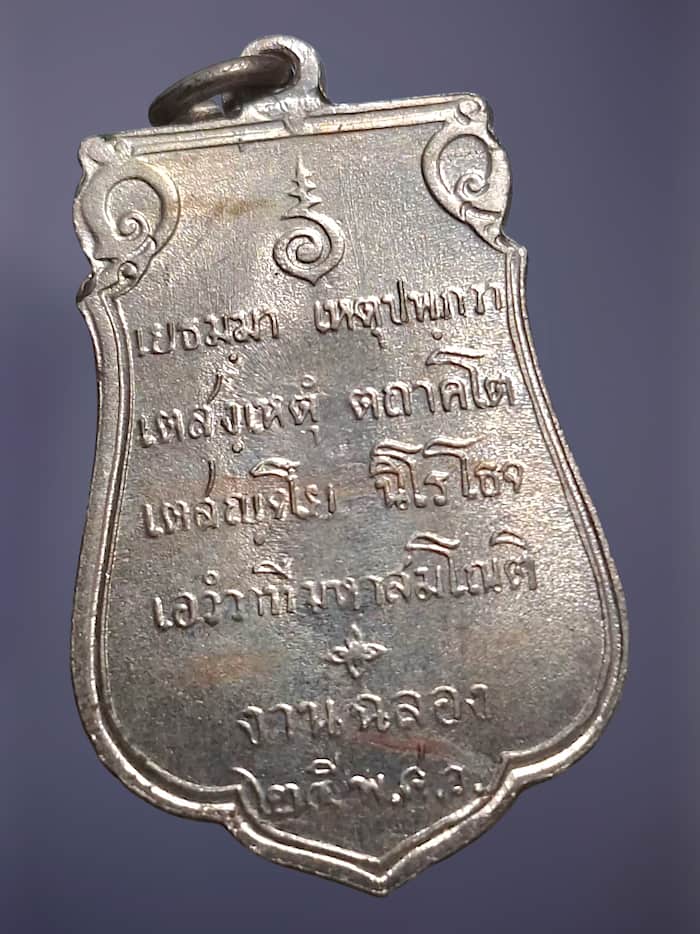 เยธมฺมา เหตุปฺพฺภวา
เตสํเหตุํ ตถาคโต
เตสญฺจโย นิโรโธจ
เอวํวาทีมหาสมโณติ
งานฉลอง
๒๕ พ.ศ.ว.